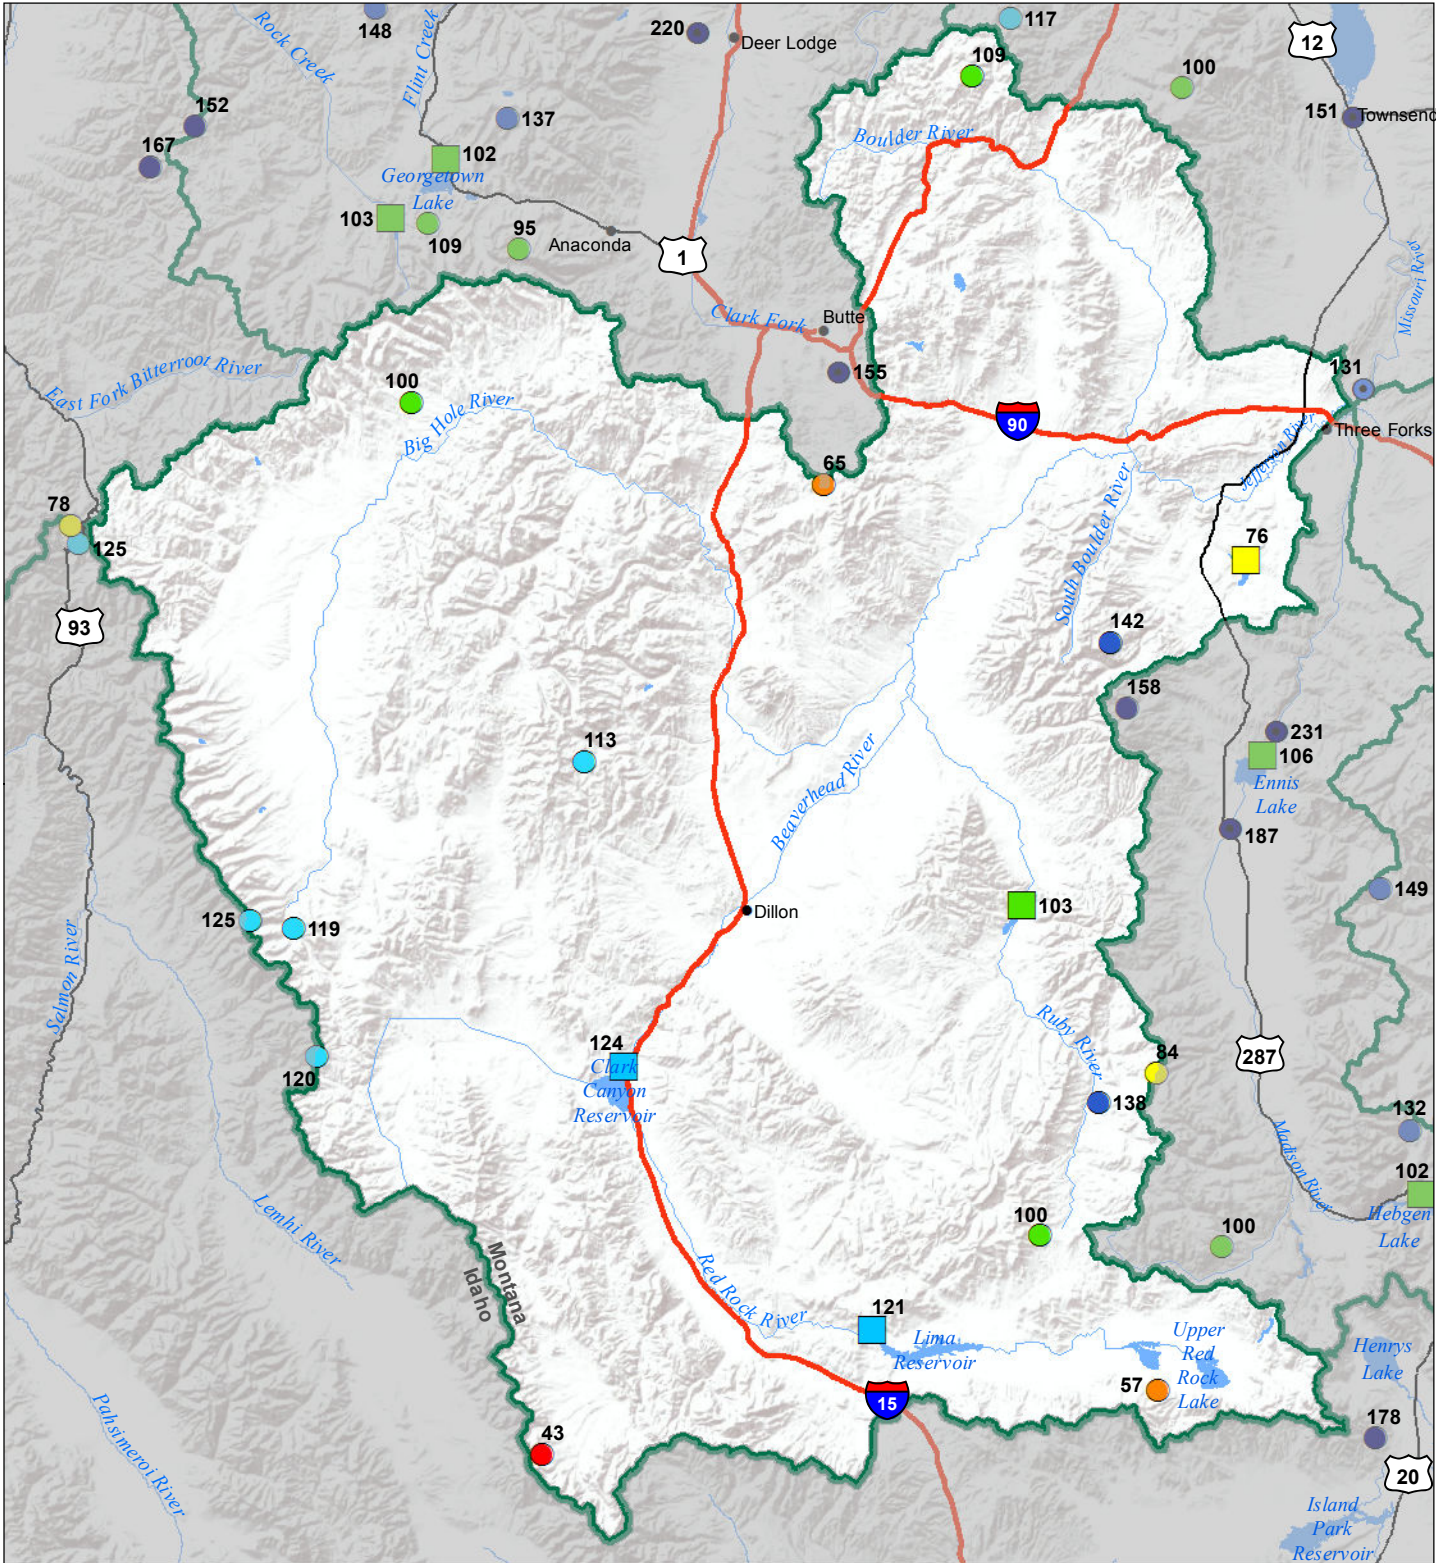 148
Rock Creek
Flint Creek
220
Deer Lodge
117
12
109
100
152
137
151
Townsend
167
102
Boulder River
Georgetown
Lake
103
109
95
Anaconda
1
Missouri River
Clark Fork
Butte
East Fork Bitterroot River
155
131
100
Big Hole River
90
Jefferson River
Three Forks
65
78
125
South Boulder River
76
93
142
158
231
113
106
Ennis
Lake
Beaverhead River
187
149
125
119
Dillon
103
Salmon River
Ruby River
124
Clark
Canyon
Reservoir
84
287
120
138
132
Madison River
102
Hebgen
Lake
Lemhi River
100
100
Montana
Idaho
Red Rock River
121
Lima
Reservoir
Upper
Red
Rock
Lake
Henrys
Lake
57
15
Pahsimeroi River
43
178
20
Island
Park
Reservoir